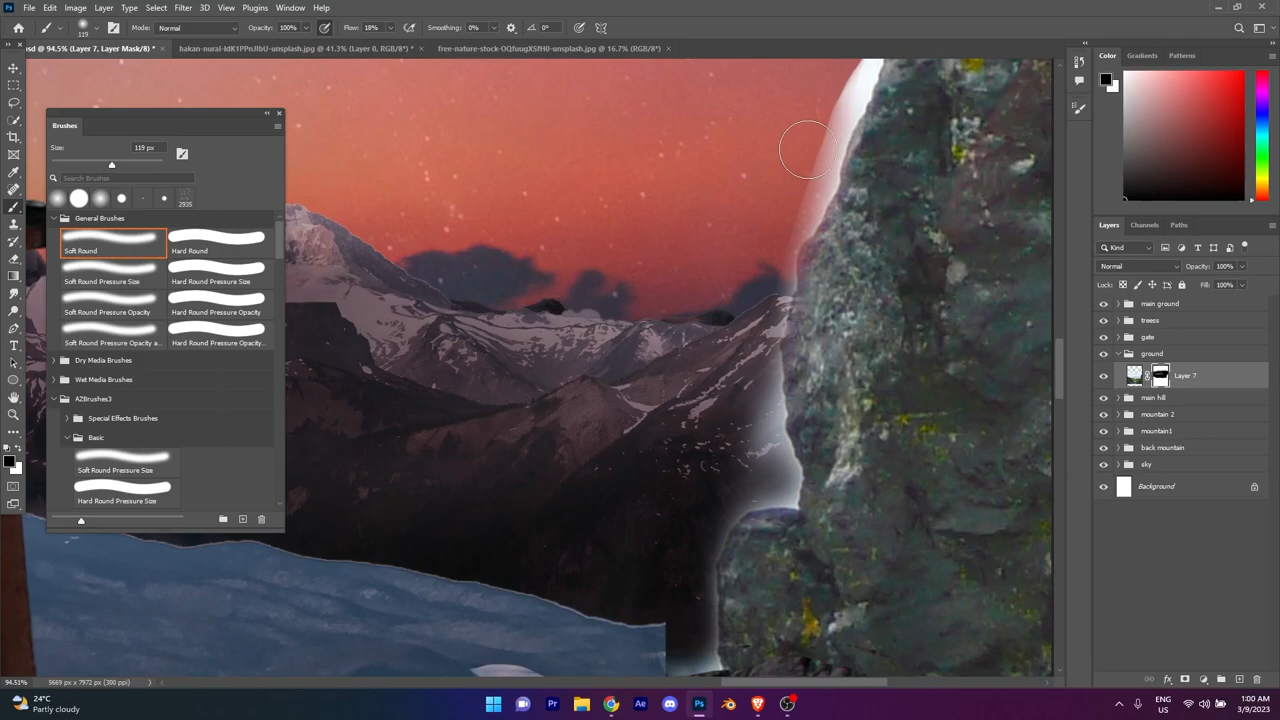 File Edit Image Layer Type Select Filter 3D View Plugins Window Help
119 Mode: Normal Opacity: 100% Flow: 18% Smoothing: 0% 0°
sd @ 94.5% (Layer 7, Layer Mask/8) * × hakan-nural-IdK1PPnJlbU-unsplash.jpg @ 41.3% (Layer 0, RGB/8*) * × free-nature-stock-OQfuugXSfH0-unsplash.jpg @ 16.7% (RGB/8*) ×
Brushes
Size: 119 px
Search Brushes
2935
General Brushes
Soft Round Hard Round
Soft Round Pressure Size Hard Round Pressure Size
Soft Round Pressure Opacity Hard Round Pressure Opacity
Soft Round Pressure Opacity a... Hard Round Pressure Opacity...
Dry Media Brushes
Wet Media Brushes
AZBrushes3
Special Effects Brushes
Basic
Soft Round Pressure Size
Hard Round Pressure Size
Color Gradients Patterns
Layers Channels Paths
Kind
Normal Opacity: 100%
Lock: Fill: 100%
main ground
treess
gate
ground
Layer 7
main hill
mountain 2
mountain1
back mountain
sky
Background
94.51% 5669 px x 7972 px (300 ppi)
24°C
Partly cloudy
ENG
US
1:00 AM
3/9/2023